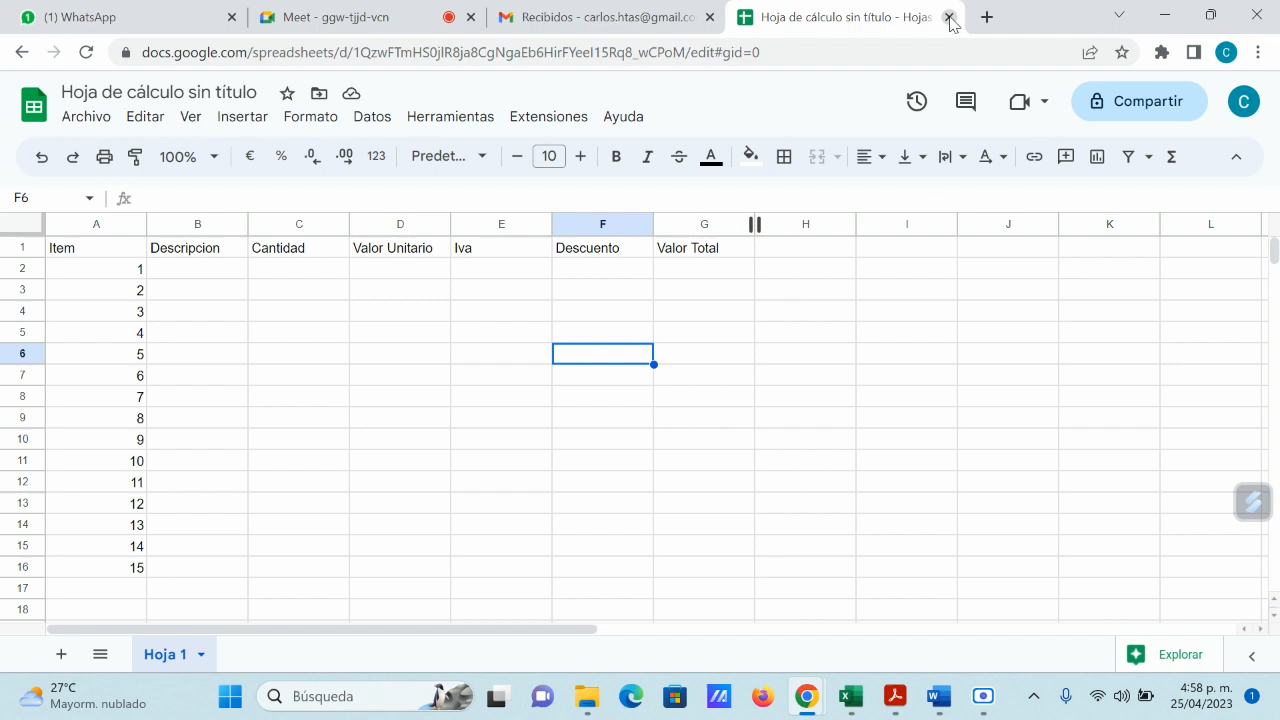 (1) WhatsApp
Meet - ggw-tjjd-vcn
Recibidos - carlos.htas@gmail.co
Hoja de cálculo sin título - Hojas
docs.google.com/spreadsheets/d/1QzwFTmHS0jlR8ja8CgNgaEb6HirFYeeI15Rq8_wCPoM/edit#gid=0
C
Hoja de cálculo sin título
Archivo Editar Ver Insertar Formato Datos Herramientas Extensiones Ayuda
Compartir
C
100% € % .0 .00 123 Predet... - 10 + B I S A Σ
F6 fx
A B C D E F G H I J K L
1 Item Descripcion Cantidad Valor Unitario Iva Descuento Valor Total
2 1
3 2
4 3
5 4
6 5
7 6
8 7
9 8
10 9
11 10
12 11
13 12
14 13
15 14
16 15
17
18
+ Hoja 1 Explorar
27°C
Mayorm. nublado
Búsqueda
4:58 p. m.
25/04/2023
1